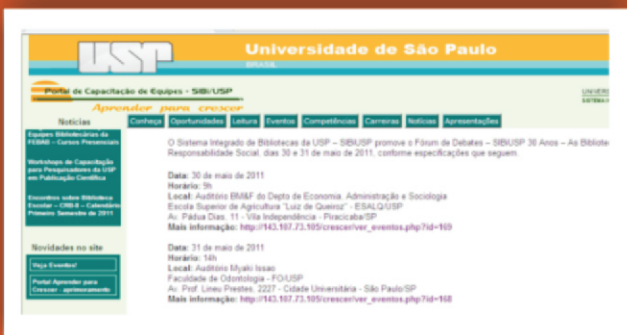 USP
Universidade de São Paulo
BRASIL
Portal de Capacitação de Equipes - SIBi/USP
Aprender para crescer
Notícias
Conheça Oportunidades Leitura Eventos Competências Carreiras Notícias Apresentações
Equipes Bibliotecárias da
FEBAB – Cursos Presenciais
Workshops de Capacitação
para Pesquisadores da USP
em Publicação Científica
Encontros sobre Biblioteca
Escolar – CRB-8 – Calendário
Primeiro Semestre de 2011
Novidades no site
Veja Eventos!
Portal Aprender para
Crescer - aprimoramento
O Sistema Integrado de Bibliotecas da USP – SIBiUSP promove o Fórum de Debates – SIBiUSP 30 Anos – As Bibliote
Responsabilidade Social, dias 30 e 31 de maio de 2011, conforme especificações que seguem.
Data: 30 de maio de 2011
Horário: 9h
Local: Auditório BM&F do Depto de Economia, Administração e Sociologia
Escola Superior de Agricultura "Luiz de Queiroz" - ESALQ/USP
Av. Pádua Dias, 11 - Vila Independência - Piracicaba/SP
Mais informação: http://143.107.73.105/crescer/ver_eventos.php?id=169
Data: 31 de maio de 2011
Horário: 14h
Local: Auditório Myaki Issao
Faculdade de Odontologia - FO/USP
Av. Prof. Lineu Prestes, 2227 - Cidade Universitária - São Paulo/SP
Mais informação: http://143.107.73.105/crescer/ver_eventos.php?id=168